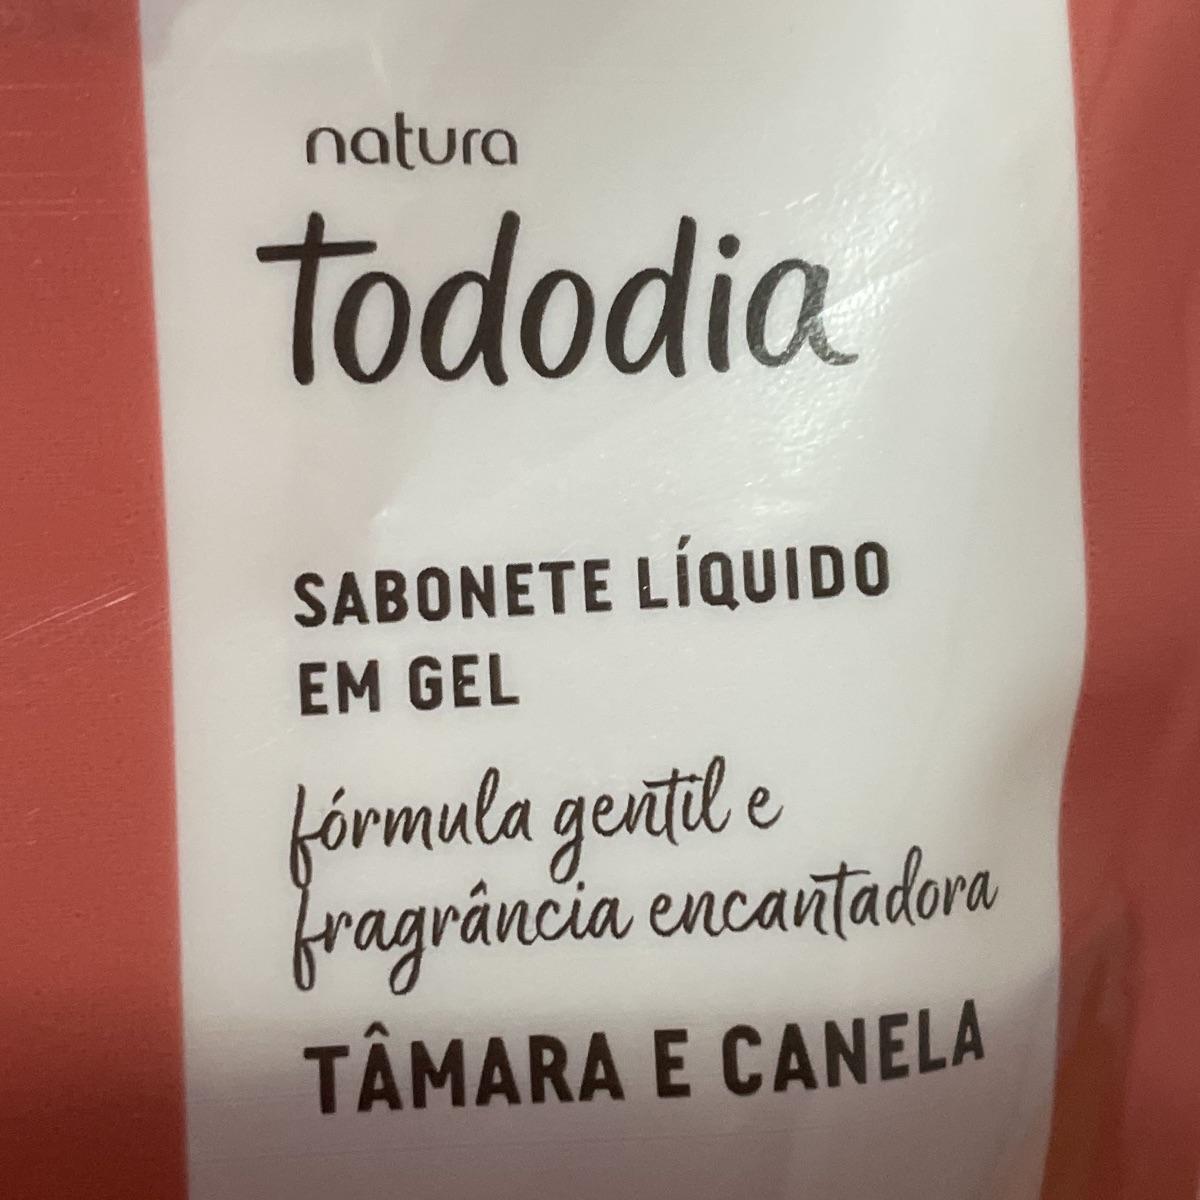 natura
tododia
SABONETE LÍQUIDO
EM GEL
fórmula gentil e
fragrância encantadora
TÂMARA E CANELA